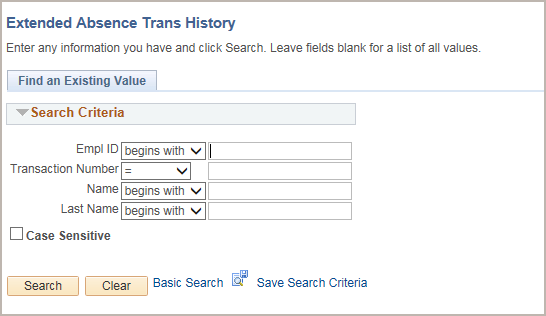 Extended Absence Trans History
Enter any information you have and click Search. Leave fields blank for a list of all values.
Find an Existing Value
Search Criteria
Empl ID begins with
Transaction Number =
Name begins with
Last Name begins with
Case Sensitive
Search Clear Basic Search Save Search Criteria